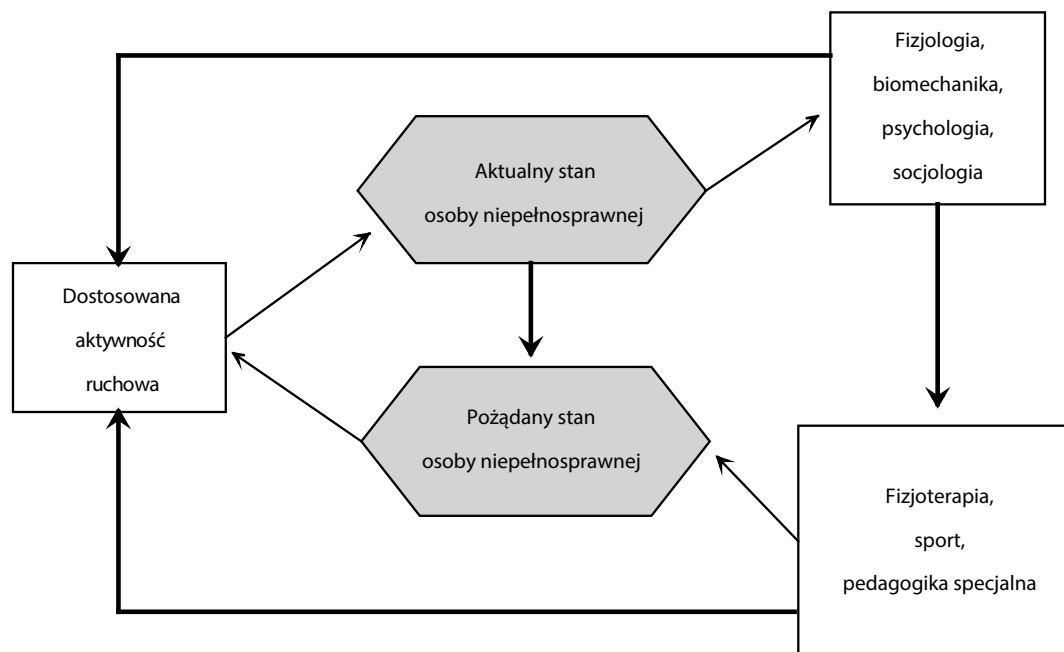 Fizjologia,
biomechanika,
psychologia,
socjologia
Aktualny stan
osoby niepełnosprawnej
Dostosowana
aktywność
ruchowa
Pożądany stan
osoby niepełnosprawnej
Fizjoterapia,
sport,
pedagogika specjalna